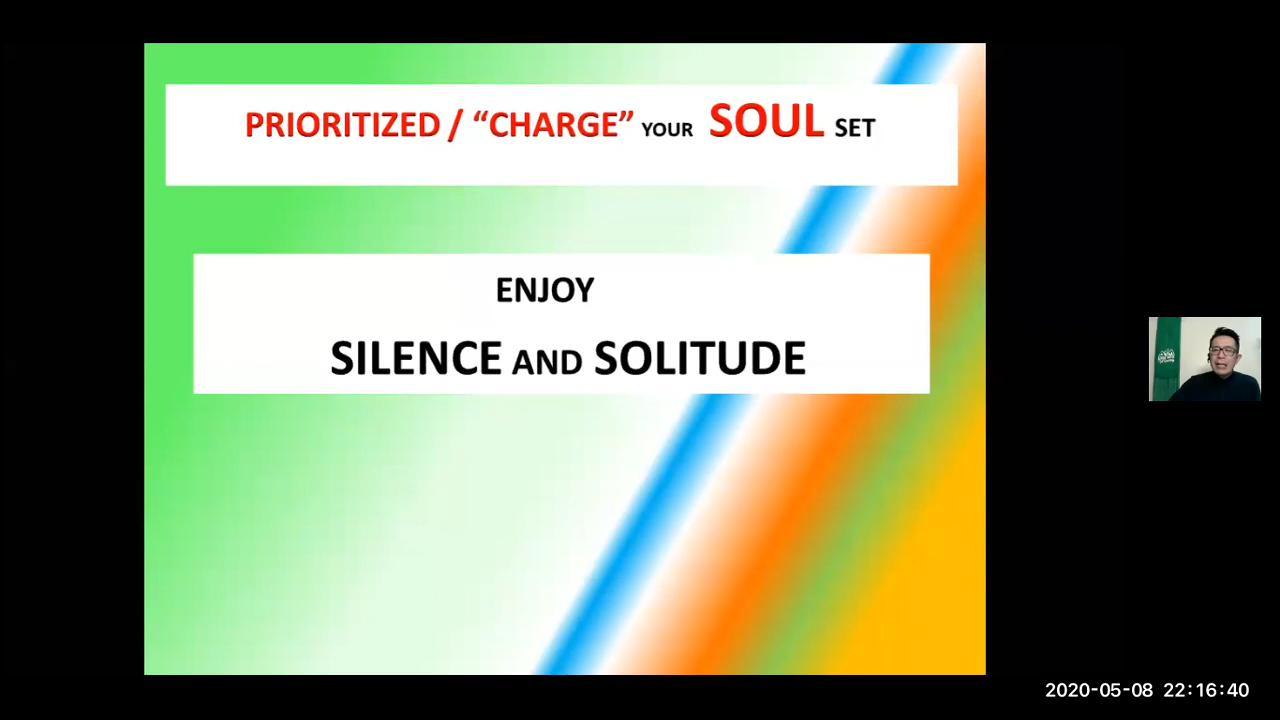 PRIORITIZED / “CHARGE” YOUR SOUL SET
ENJOY
SILENCE AND SOLITUDE
2020-05-08 22:16:40